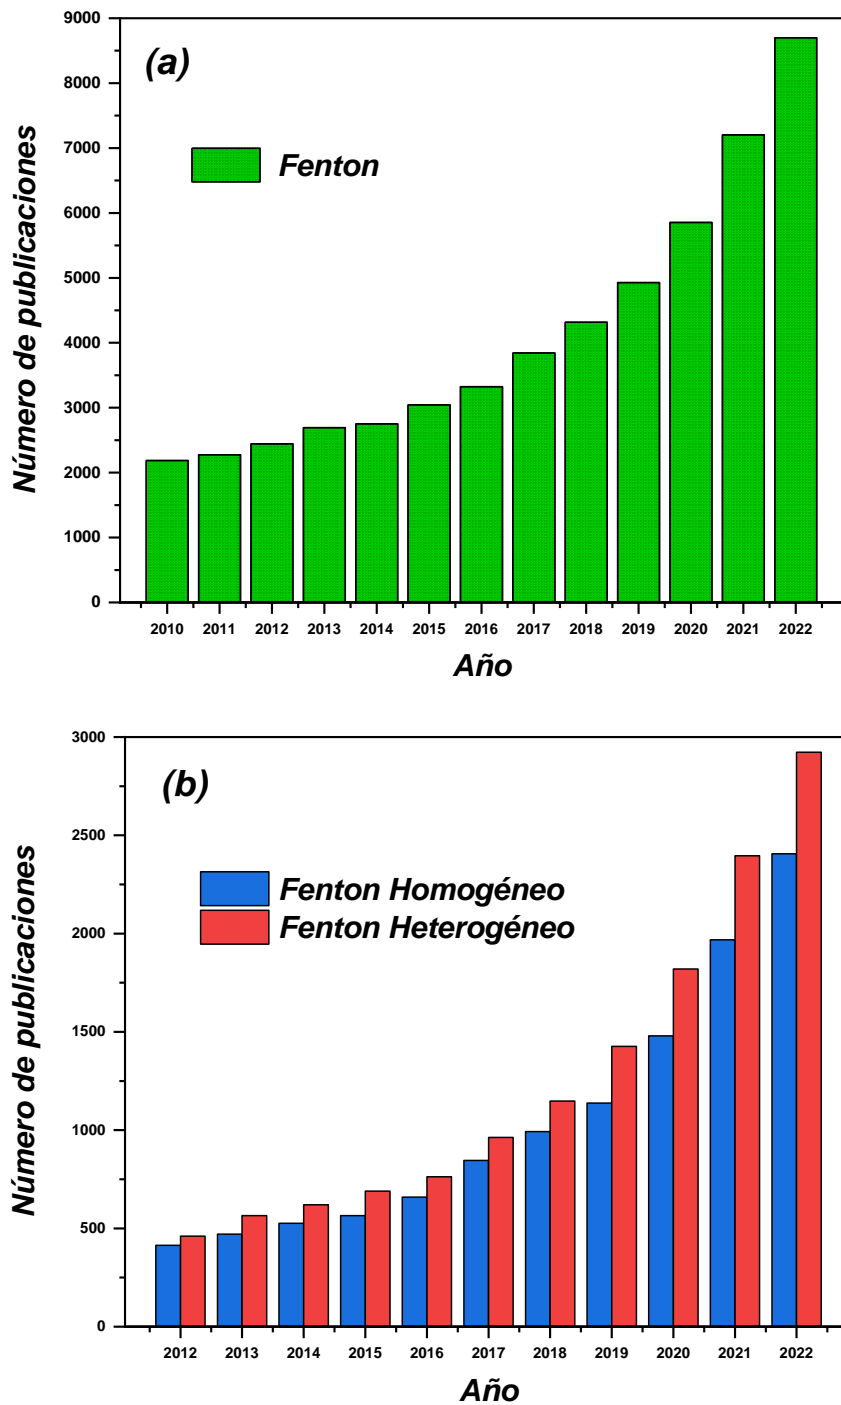 (a)
Fenton
Número de publicaciones
9000
8000
7000
6000
5000
4000
3000
2000
1000
0
2010 2011 2012 2013 2014 2015 2016 2017 2018 2019 2020 2021 2022
Año
(b)
Fenton Homogéneo
Fenton Heterogéneo
Número de publicaciones
3000
2500
2000
1500
1000
500
0
2012 2013 2014 2015 2016 2017 2018 2019 2020 2021 2022
Año